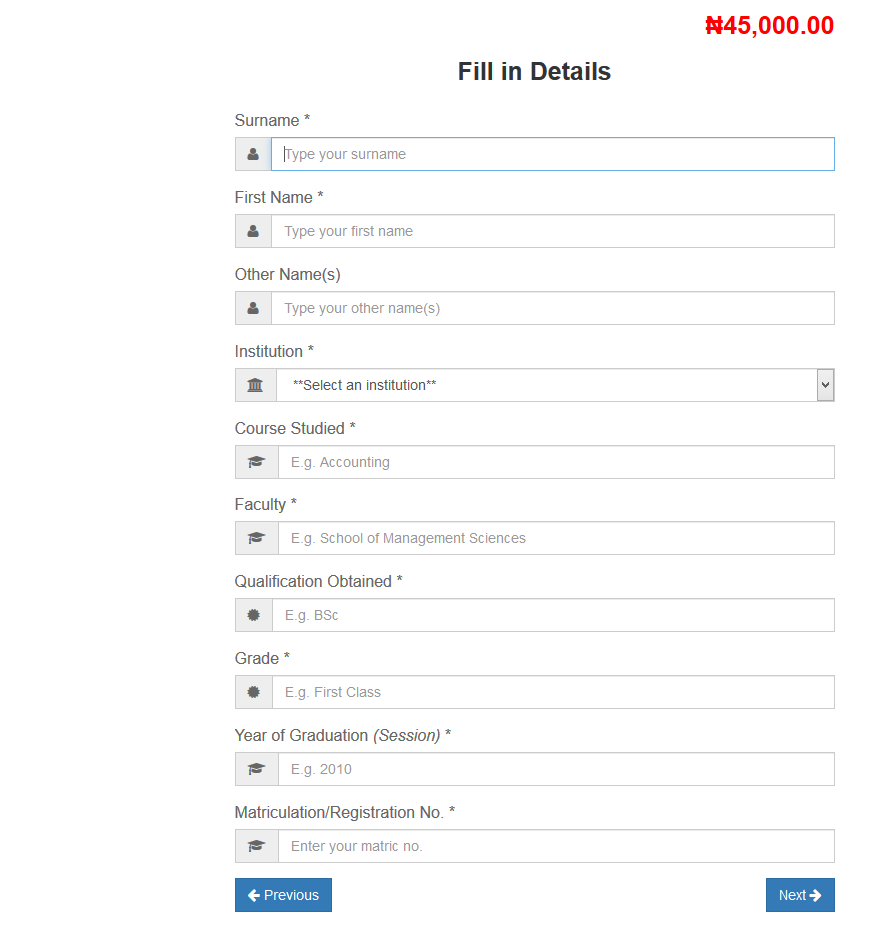 ₦45,000.00
Fill in Details
Surname *
Type your surname
First Name *
Type your first name
Other Name(s)
Type your other name(s)
Institution *
**Select an institution**
Course Studied *
E.g. Accounting
Faculty *
E.g. School of Management Sciences
Qualification Obtained *
E.g. BSc
Grade *
E.g. First Class
Year of Graduation (Session) *
E.g. 2010
Matriculation/Registration No. *
Enter your matric no.
Previous
Next